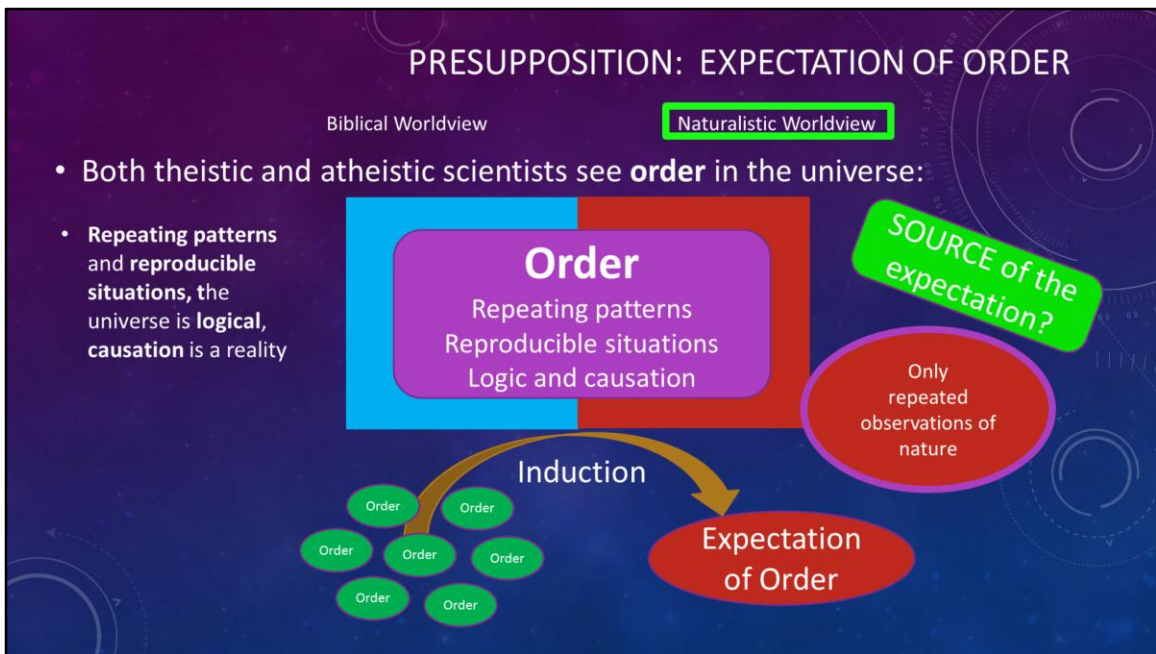 PRESUPPOSITION: EXPECTATION OF ORDER
Biblical Worldview
Naturalistic Worldview
• Both theistic and atheistic scientists see order in the universe:
• Repeating patterns
and reproducible
situations, the
universe is logical,
causation is a reality
Order
Repeating patterns
Reproducible situations
Logic and causation
SOURCE of the
expectation?
Only
repeated
observations of
nature
Induction
Order
Order
Order
Order
Order
Order
Order
Expectation
of Order